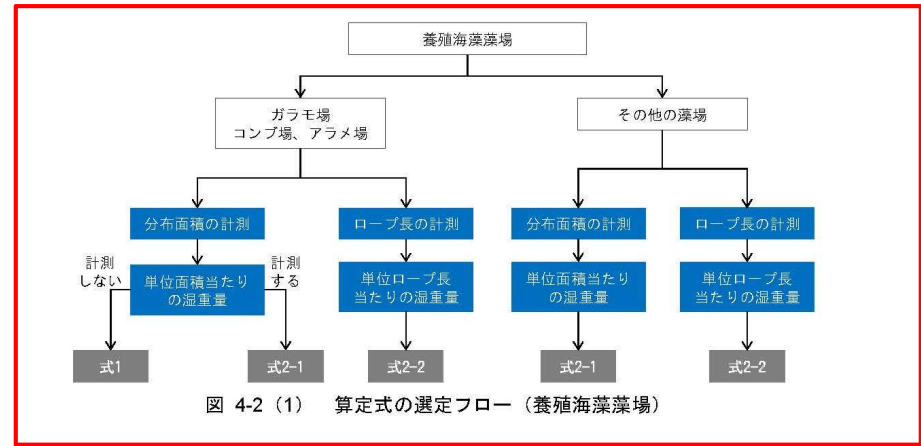 養殖海藻藻場
ガラモ場
コンブ場、アラメ場
その他の藻場
分布面積の計測
ロープ長の計測
分布面積の計測
ロープ長の計測
計測
しない
単位面積当たり
の湿重量
計測
する
単位ロープ長
当たりの湿重量
単位面積当たり
の湿重量
単位ロープ長
当たりの湿重量
式1
式2-1
式2-2
式2-1
式2-2
図 4-2（1） 算定式の選定フロー（養殖海藻藻場）